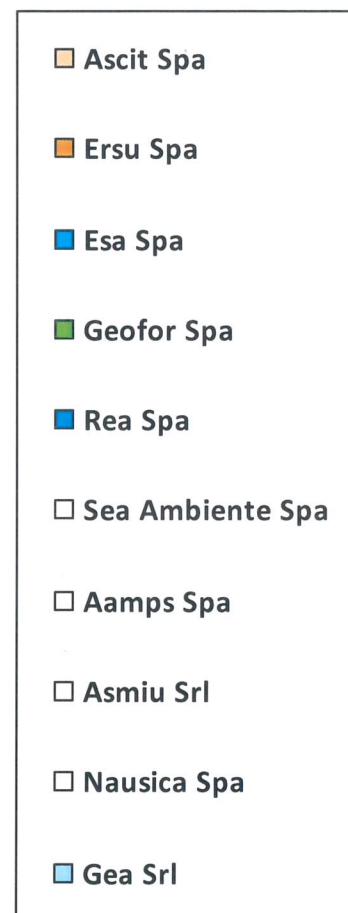 Ascit Spa
Ersu Spa
Esa Spa
Geofor Spa
Rea Spa
Sea Ambiente Spa
Aamps Spa
Asmiu Srl
Nausica Spa
Gea Srl